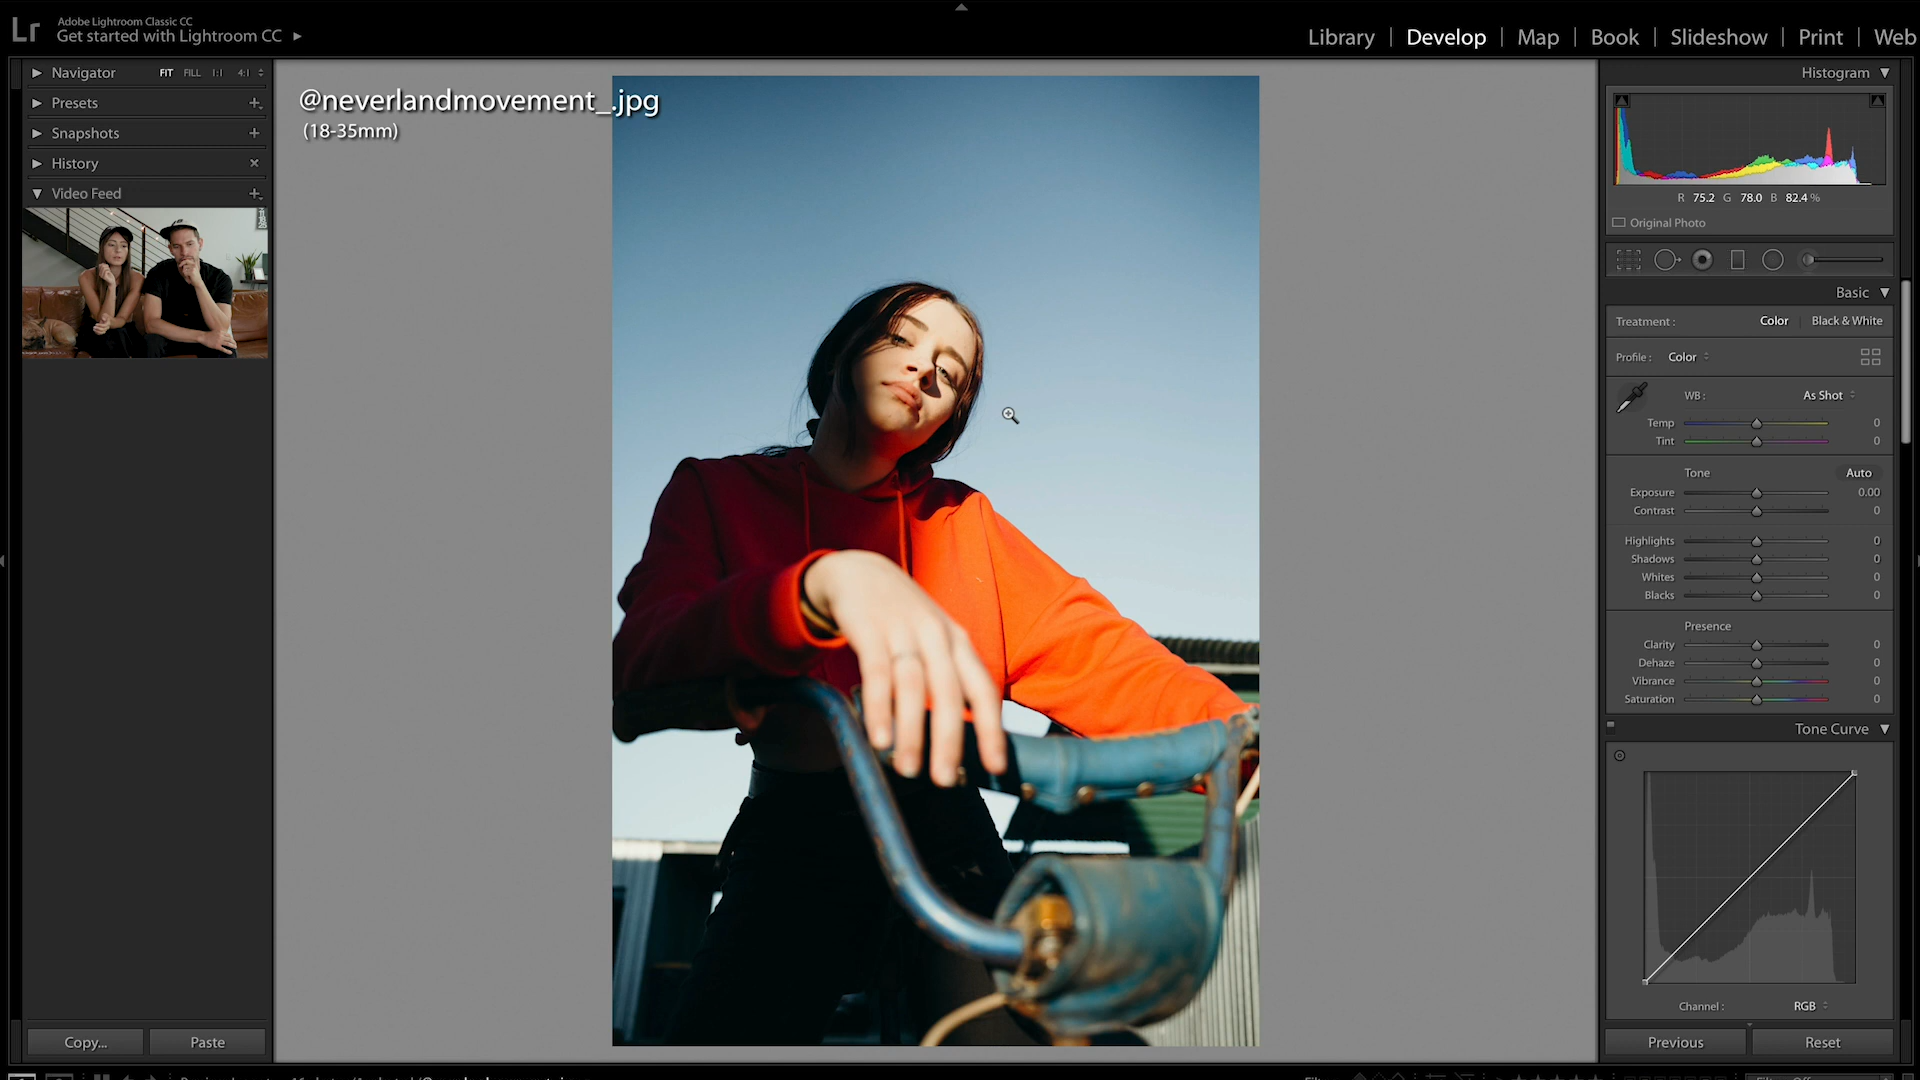 Lr
Adobe Lightroom Classic CC
Get started with Lightroom CC
Library | Develop | Map | Book | Slideshow | Print | Web
Navigator FIT FILL 1:1 4:1
Presets
Snapshots
History
Video Feed
Copy...
Paste
@neverlandmovement_.jpg
(18-35mm)
Histogram
R 75.2 G 78.0 B 82.4 %
Original Photo
Basic
Treatment : Color Black & White
Profile : Color
WB : As Shot
Temp 0
Tint 0
Tone Auto
Exposure 0.00
Contrast 0
Highlights 0
Shadows 0
Whites 0
Blacks 0
Presence
Clarity 0
Dehaze 0
Vibrance 0
Saturation 0
Tone Curve
Channel : RGB
Previous
Reset